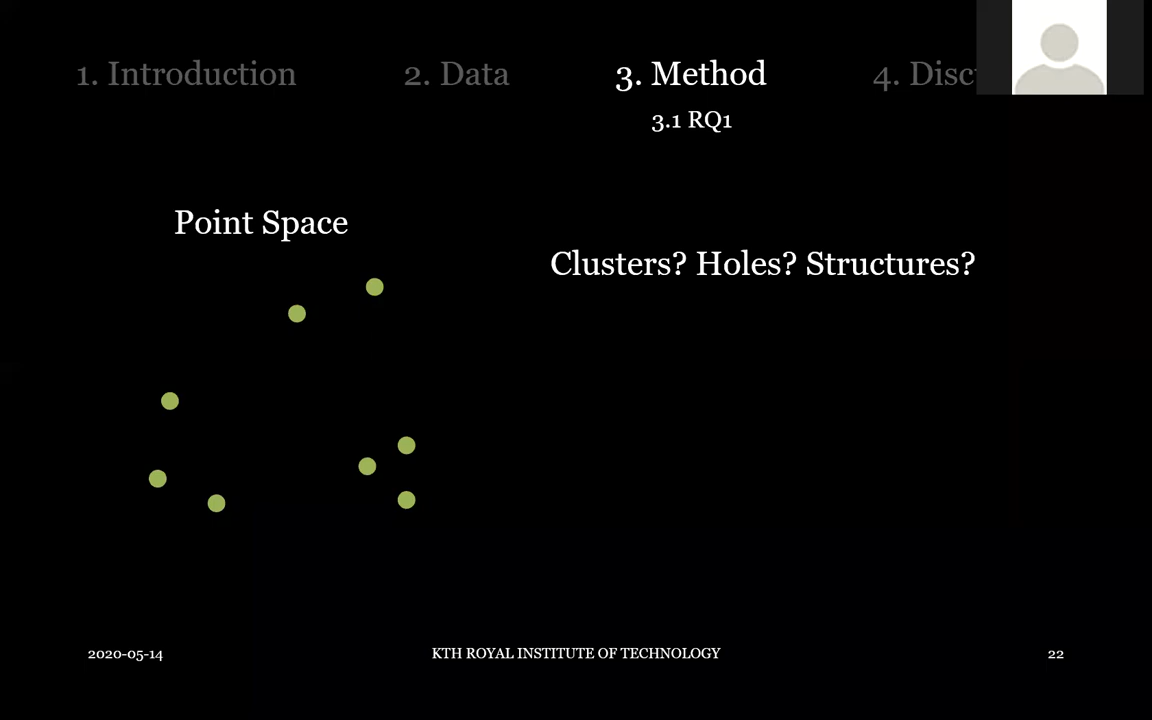 1. Introduction 2. Data 3. Method 4. Disc
3.1 RQ1
Point Space
Clusters? Holes? Structures?
2020-05-14 KTH ROYAL INSTITUTE OF TECHNOLOGY 22